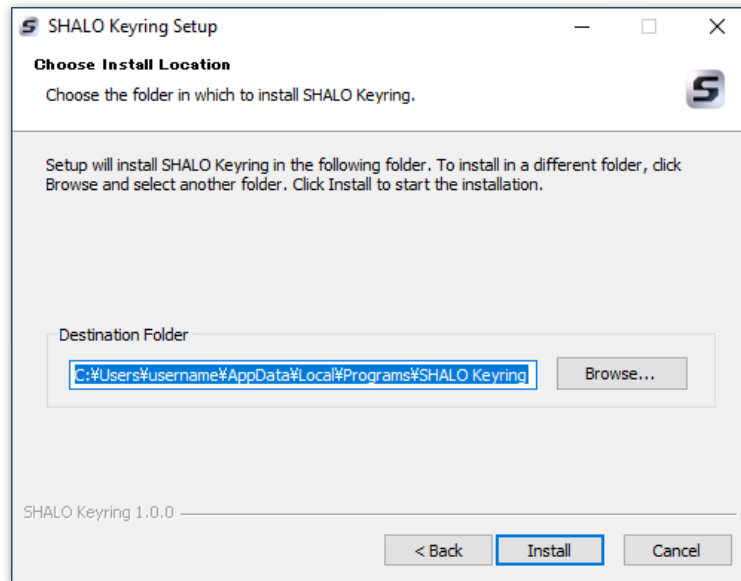 SHALO Keyring Setup
Choose Install Location
Choose the folder in which to install SHALO Keyring.
Setup will install SHALO Keyring in the following folder. To install in a different folder, click
Browse and select another folder. Click Install to start the installation.
Destination Folder
C:¥Users¥username¥AppData¥Local¥Programs¥SHALO Keyring
Browse...
SHALO Keyring 1.0.0
< Back
Install
Cancel